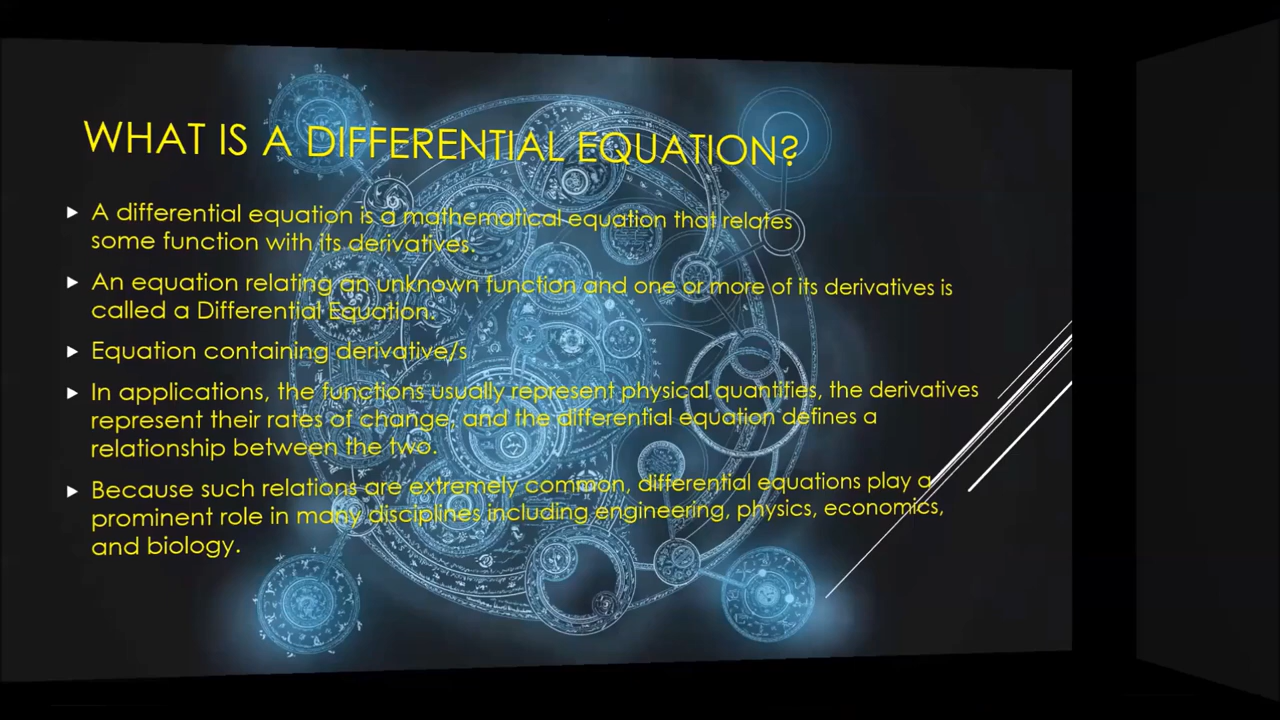 WHAT IS A DIFFERENTIAL EQUATION?
A differential equation is a mathematical equation that relates
some function with its derivatives.
An equation relating an unknown function and one or more of its derivatives is
called a Differential Equation.
Equation containing derivative/s
In applications, the functions usually represent physical quantities, the derivatives
represent their rates of change, and the differential equation defines a
relationship between the two.
Because such relations are extremely common, differential equations play a
prominent role in many disciplines including engineering, physics, economics,
and biology.